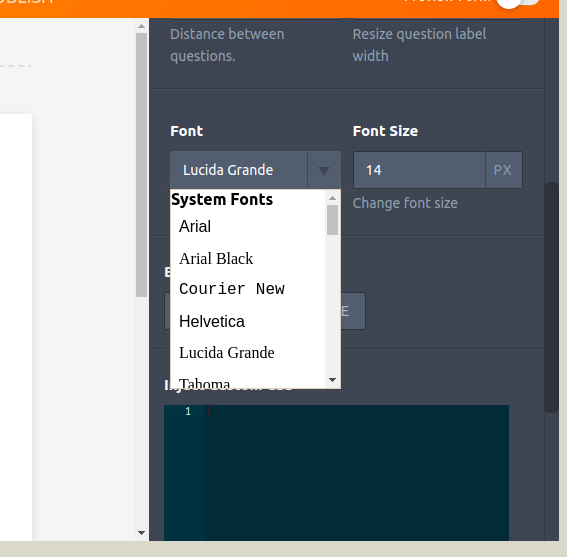 Distance between
questions.
Resize question label
width
Font
Font Size
Lucida Grande
14
PX
Change font size
System Fonts
Arial
Arial Black
Courier New
Helvetica
Lucida Grande
Tahoma
1